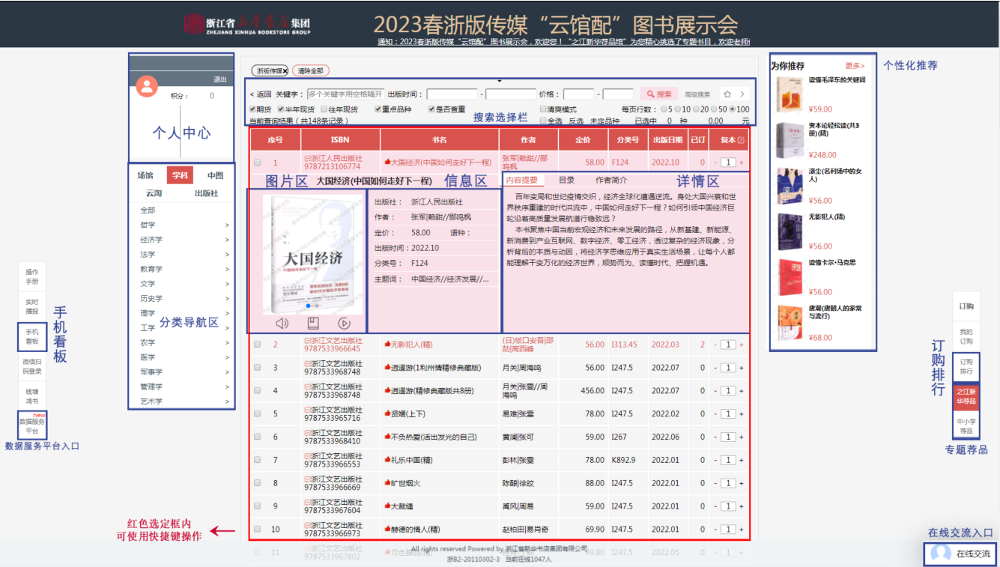 浙江省新华书店集团
ZHEJIANG XINHUA BOOKSTORE GROUP
2023春浙版传媒“云馆配”图书展示会
通知：2023春浙版传媒“云馆配”图书展示会，欢迎您！“之江新华荐品馆”为您精心挑选了专题书目，欢迎老师
退出
积分： 0
个人中心
场馆 学科 中图
云淘 出版社
全部
哲学 >
经济学 >
法学 >
教育学 >
文学 >
历史学 >
理学 >
工学 >
分类导航区
农学 >
医学 >
军事学 >
管理学 >
艺术学 >
操作
手册
实时
播报
手机
看板
微信扫
码登录
钱塘
鸿书
new
数据服务
平台
手机看板
数据服务平台入口
浙版传媒x 清除全部
< 返回 关键字： 多个关键字用空格隔开 出版时间： - 价格： - 搜索 高级搜索 >
期货 半年现货 往年现货 重点品种 是否查重 清爽模式 每页行数： 5 10 20 50 100
搜索选择栏
当前查询结果（共148条记录） 全选 反选 未定品种 已选中 0 种 0.00 元
序号 ISBN 书名 作者 定价 分类号 出版日期 已订 复本
1 浙江人民出版社 9787213106774 大国经济(中国如何走好下一程) 张军|赖甜//鄢鸣枫 58.00 F124 2022.10 0 - 1 +
图片区 大国经济(中国如何走好下一程) 信息区 内容提要 目录 作者简介 详情区
大国经济
中国如何走好下一程
出版社： 浙江人民出版社
作者： 张军|赖甜//鄢鸣枫
定价： 58.00 语种：
出版时间：2022.10
分类号： F124
主题词： 中国经济//经济发展//...
百年变局和世纪疫情交织，经济全球化遭遇逆流。身处大国兴衰和世
界秩序重建的时代洪流中，中国如何走好下一程？如何引领中国经济巨
轮沿着高质量发展航道行稳致远？
本书聚焦中国当前宏观经济和未来发展的路径，从新基建、新能源、
新消费到产业互联网、数字经济、零工经济，透过复杂的经济现象，分
析背后的本质与动因，将经济学思维应用于真实生活场景，让每个人都
能理解千变万化的经济世界，顺势而为、读懂时代、把握机遇。
2 浙江文艺出版社 9787533966645 无影犯人(精) (日)坂口安吾|邵劼|高西峰 56.00 I313.45 2022.03 2 - 1 +
3 浙江文艺出版社 9787533968748 逍遥游(1利州情精修典藏版) 月关|周海鸣 56.00 I247.5 2022.07 0 - 1 +
4 浙江文艺出版社 9787533968748 逍遥游(精修典藏版共8册) 月关|张雯//周海鸣 456.00 I247.5 2022.07 0 - 1 +
5 浙江文艺出版社 9787533965716 贤媛(上下) 易难|张雯 78.00 I247.5 2022.02 0 - 1 +
6 浙江文艺出版社 9787533968410 不负热爱(活出发光的自己) 黄澜|张可 59.00 I267 2022.06 0 - 1 +
7 浙江文艺出版社 9787533966553 礼乐中国(精) 彭林|张雯 78.00 K892.9 2022.01 0 - 1 +
8 浙江文艺出版社 9787533966669 旷世烟火 陈酿|徐旼 88.00 I247.5 2022.01 0 - 1 +
9 浙江文艺出版社 9787533967604 大裁缝 禹风|周易 59.00 I247.5 2022.01 0 - 1 +
10 浙江文艺出版社 9787533966973 赫德的情人(精) 赵柏田|易肖奇 69.90 I247.5 2022.01 0 - 1 +
11 浙江文艺出版社 9787533967802 49.80 I247.5 2022.05 0 - 1 +
红色选定框内
可使用快捷键操作
All rights reserved Powered by 浙江省新华书店集团有限公司
浙B2-20110302-3 当前在线1047人
为你推荐 更多>
个性化推荐
读懂毛泽东的关键词
¥59.00
资本论轻松读(共3
册)(精)
¥248.00
滚尘(名利场中的女
人)
¥56.00
无影犯人(精)
¥56.00
读懂卡尔•马克思
¥56.00
唐潮(唐朝人的家常
与流行)
¥68.00
订购
我的
订购
订购
排行
之江新
华荐品
中小学
荐品
订购排行
专题荐品
在线交流入口
在线交流